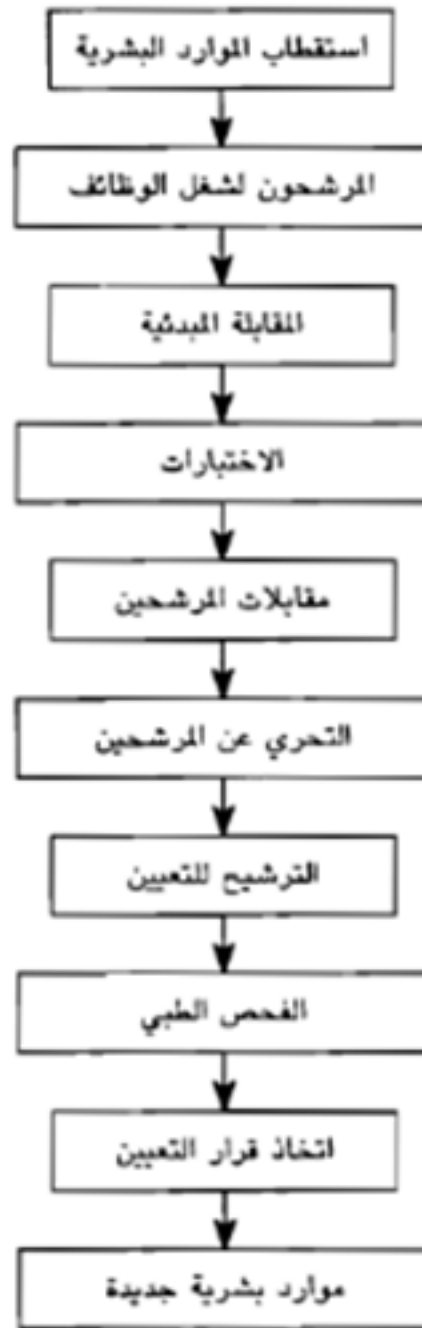 استقطاب الموارد البشرية
المرشحون لشغل الوظائف
المقابلة المبدئية
الاختبارات
مقابلات المرشحين
التحري عن المرشحين
الترشيح للتعيين
الفحص الطبي
اتخاذ قرار التعيين
موارد بشرية جديدة